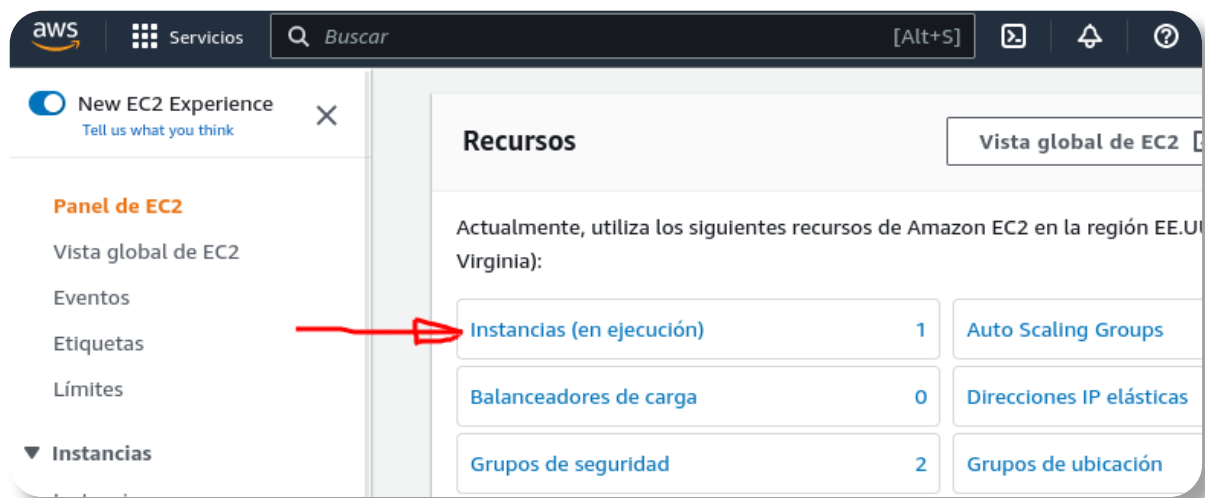 aws
Servicios
Buscar
[Alt+S]
New EC2 Experience
Tell us what you think
Panel de EC2
Vista global de EC2
Eventos
Etiquetas
Límites
Instancias
Recursos
Vista global de EC2
Actualmente, utiliza los siguientes recursos de Amazon EC2 en la región EE.UU
Virginia):
Instancias (en ejecución) 1
Auto Scaling Groups
Balanceadores de carga 0
Direcciones IP elásticas
Grupos de seguridad 2
Grupos de ubicación